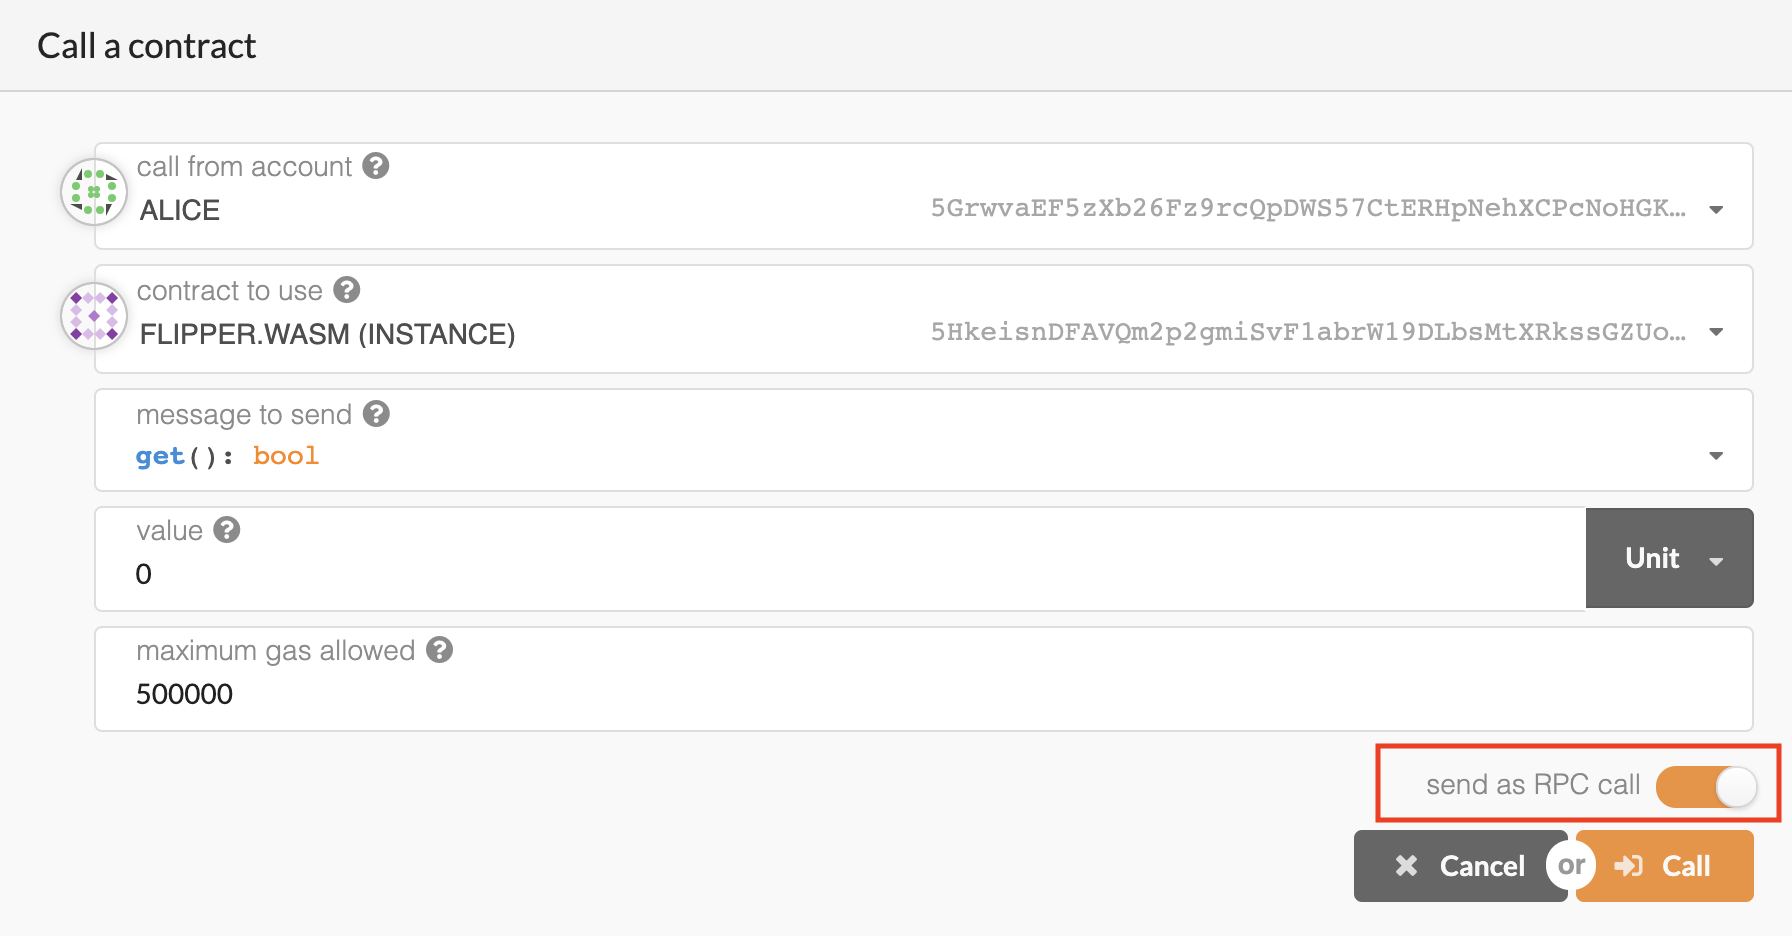 Call a contract
call from account ?
ALICE 5GrwvaEF5zXb26Fz9rcQpDWS57CtERHpNehXCPcNoHGK…
contract to use ?
FLIPPER.WASM (INSTANCE) 5HkeisnDFAVQm2p2gmiSvF1abrW19DLbsMtXRkssGZUo…
message to send ?
get(): bool
value ?
0 Unit
maximum gas allowed ?
500000
send as RPC call
Cancel or Call